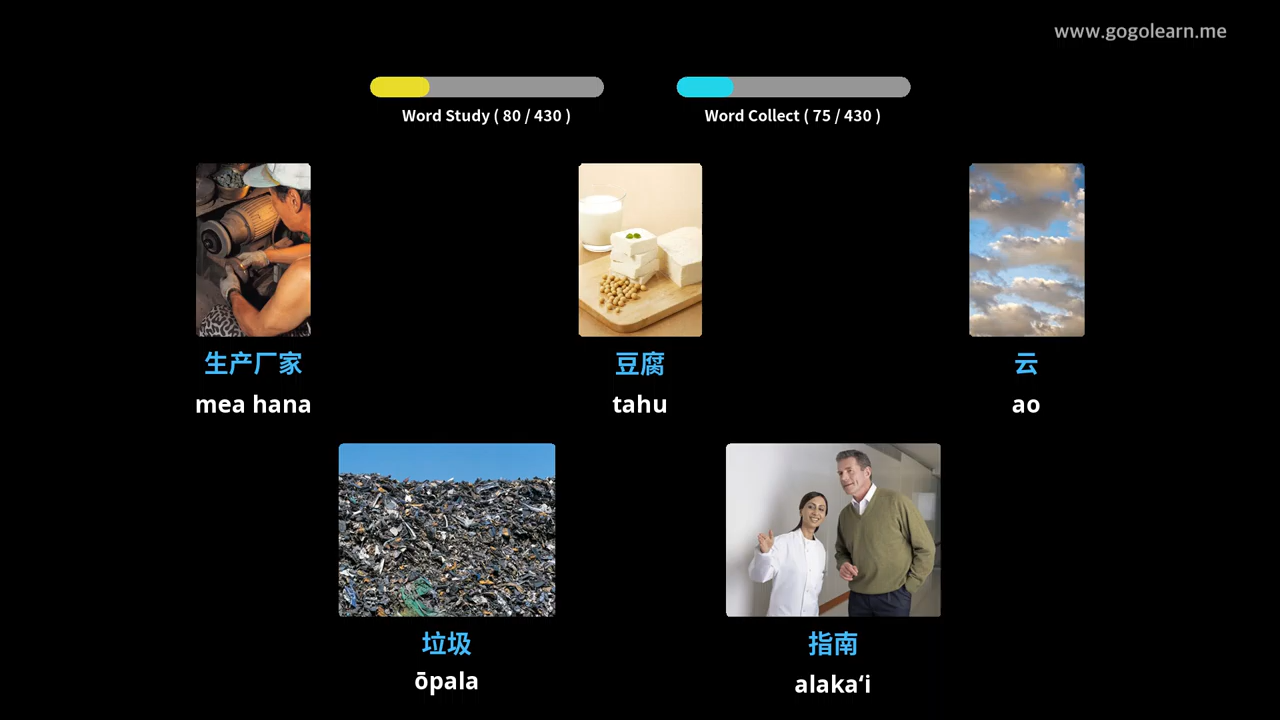 www.gogolearn.me
Word Study ( 80 / 430 )
Word Collect ( 75 / 430 )
生产厂家
mea hana
豆腐
tahu
云
ao
垃圾
ōpala
指南
alakaʻi